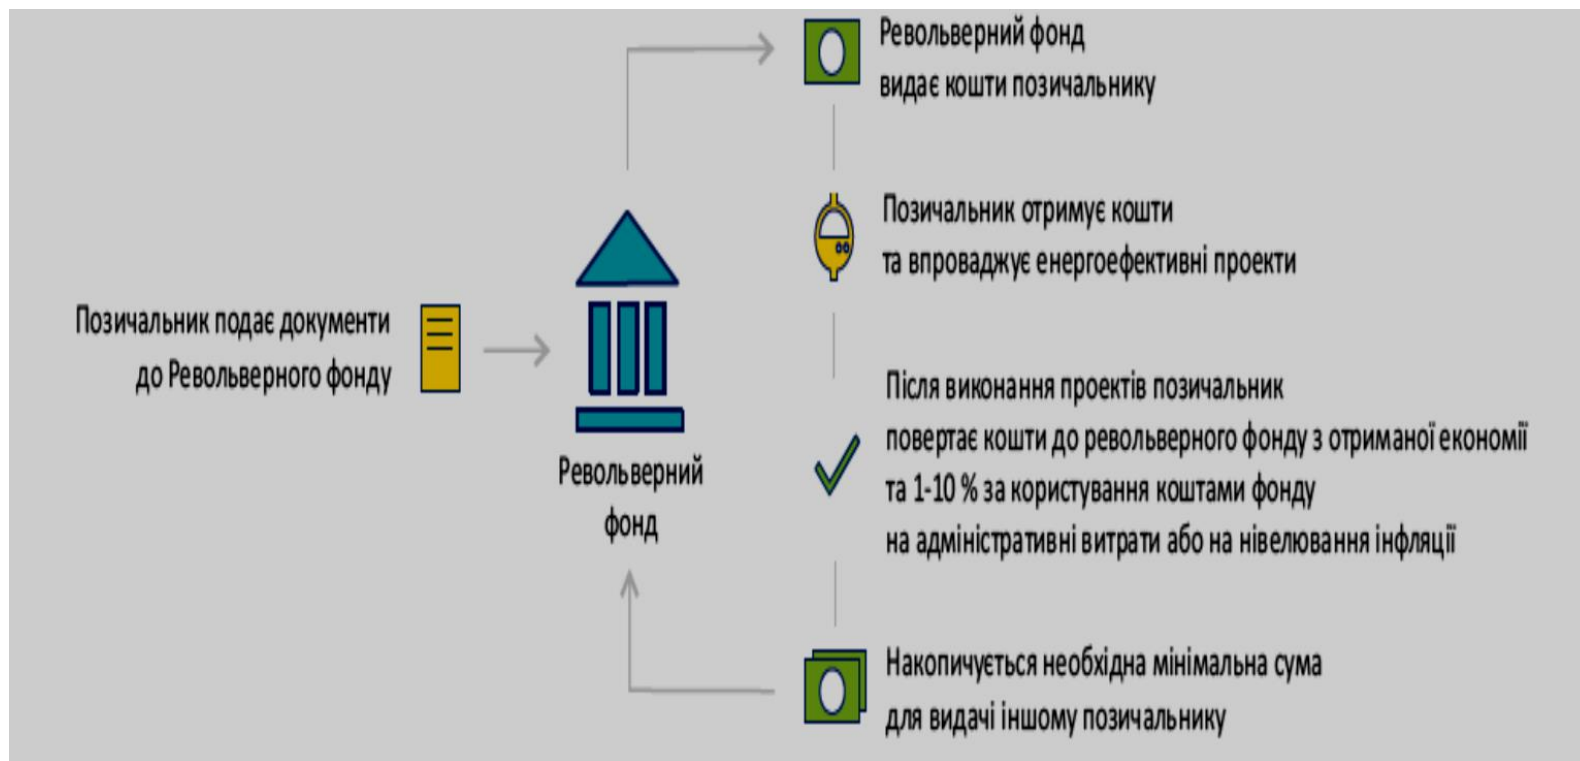 Позичальник подає документи
до Револьверного фонду
Револьверний
фонд
Револьверний фонд
видає кошти позичальнику
Позичальник отримує кошти
та впроваджує енергоефективні проекти
Після виконання проектів позичальник
повертає кошти до револьверного фонду з отриманої економії
та 1-10 % за користування коштами фонду
на адміністративні витрати або на нівелювання інфляції
Накопичується необхідна мінімальна сума
для видачі іншому позичальнику